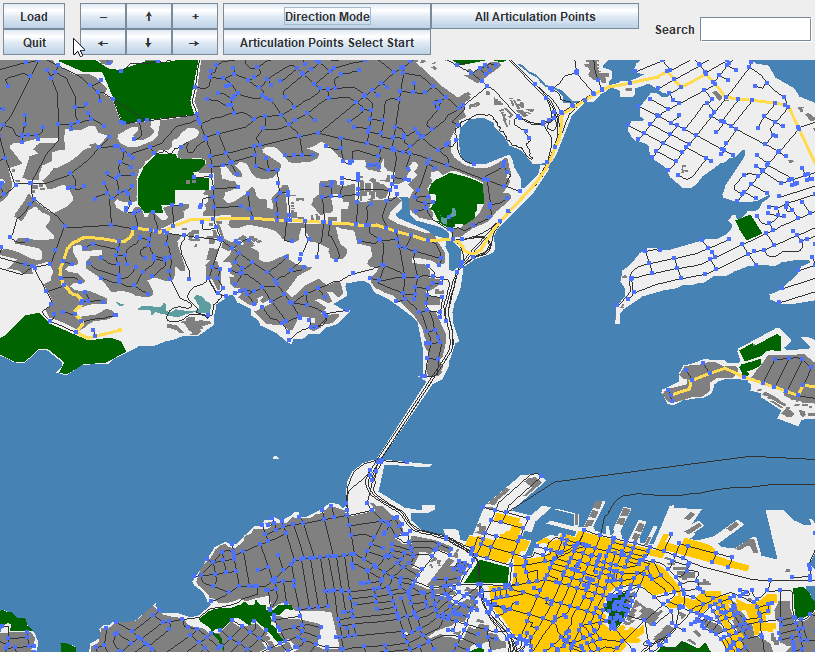 Load
–
+
Direction Mode
All Articulation Points
Search
Quit
Articulation Points Select Start